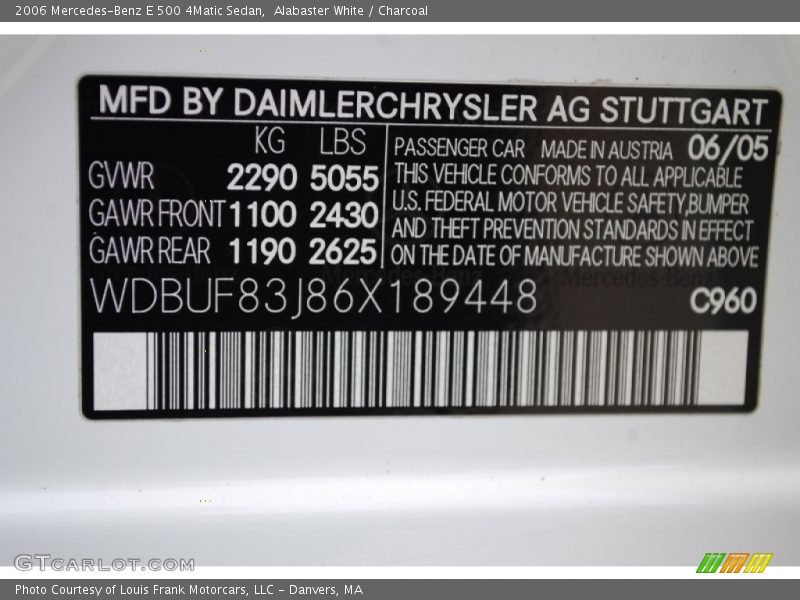 2006 Mercedes-Benz E 500 4Matic Sedan,  Alabaster White / Charcoal
MFD BY DAIMLERCHRYSLER AG STUTTGART
KG LBS
GVWR 2290 5055
GAWR FRONT 1100 2430
GAWR REAR 1190 2625
PASSENGER CAR MADE IN AUSTRIA 06/05
THIS VEHICLE CONFORMS TO ALL APPLICABLE
U.S. FEDERAL MOTOR VEHICLE SAFETY,BUMPER
AND THEFT PREVENTION STANDARDS IN EFFECT
ON THE DATE OF MANUFACTURE SHOWN ABOVE
WDBUF83J86X189448 C960
GTCARLOT.COM
Photo Courtesy of Louis Frank Motorcars, LLC – Danvers, MA